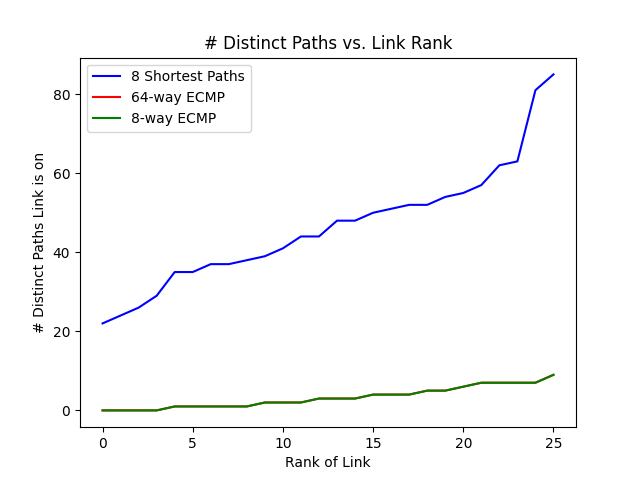 # Distinct Paths vs. Link Rank
8 Shortest Paths
64-way ECMP
8-way ECMP
# Distinct Paths Link is on
80
60
40
20
0
0 5 10 15 20 25
Rank of Link